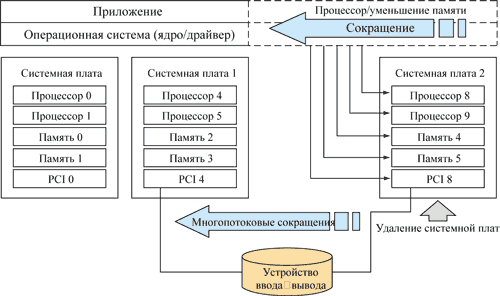 Приложение
Процессор/уменьшение памяти
Операционная система (ядро/драйвер)
Сокращение
Системная плата
Процессор 0
Процессор 1
Память 0
Память 1
PCI 0
Системная плата 1
Процессор 4
Процессор 5
Память 2
Память 3
PCI 4
Системная плата 2
Процессор 8
Процессор 9
Память 4
Память 5
PCI 8
Многопотоковые сокращения
Удаление системной плат
Устройство
ввода□вывода